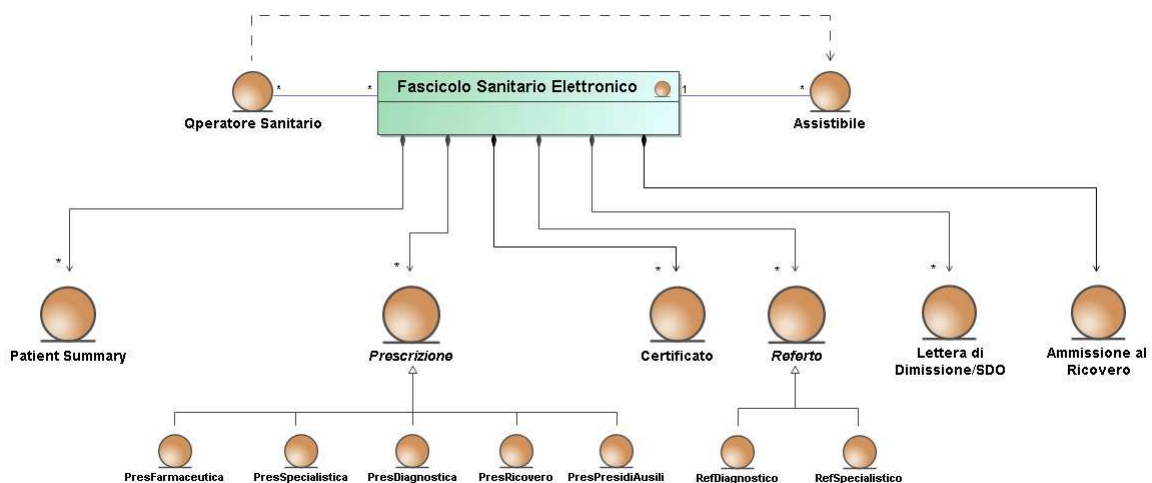 Fascicolo Sanitario Elettronico
* * 1 *
Operatore Sanitario
Assistibile
* * * * *
Patient Summary
Prescrizione
Certificato
Referto
Lettera di
Dimissione/SDO
Ammissione al
Ricovero
PresFarmaceutica
PresSpecialistica
PresDiagnostica
PresRicovero
PresPresidiAusili
RefDiagnostico
RefSpecialistico